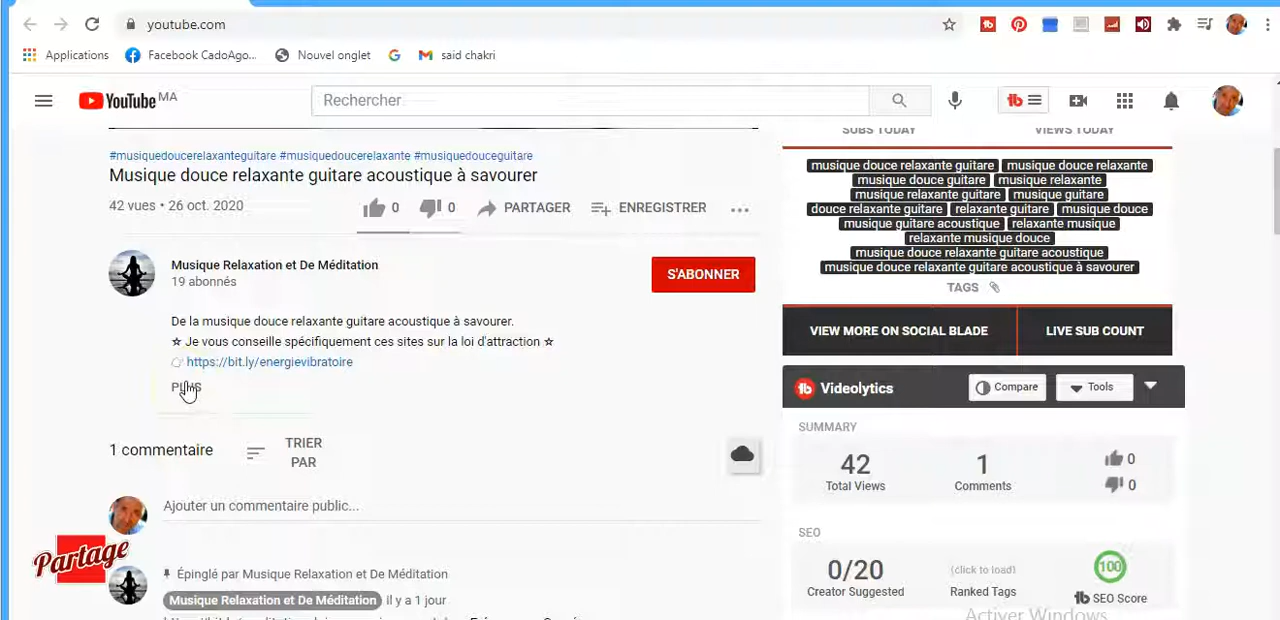 youtube.com
Applications Facebook CadoAgo... Nouvel onglet said chakri
YouTube MA Rechercher
#musiquedoucerelaxanteguitare #musiquedoucerelaxante #musiquedouceguitare
Musique douce relaxante guitare acoustique à savourer
42 vues • 26 oct. 2020 0 0 PARTAGER ENREGISTRER
Musique Relaxation et De Méditation
19 abonnés
S'ABONNER
De la musique douce relaxante guitare acoustique à savourer.
☆ Je vous conseille spécifiquement ces sites sur la loi d'attraction ☆
👉 https://bit.ly/energievibratoire
PLUS
1 commentaire TRIER PAR
Ajouter un commentaire public...
Partage
Épinglé par Musique Relaxation et De Méditation
Musique Relaxation et De Méditation il y a 1 jour
SUBS TODAY VIEWS TODAY
musique douce relaxante guitare musique douce relaxante
musique douce guitare musique relaxante
musique relaxante guitare musique guitare
douce relaxante guitare relaxante guitare musique douce
musique guitare acoustique relaxante musique
relaxante musique douce
musique douce relaxante guitare acoustique
musique douce relaxante guitare acoustique à savourer
TAGS
VIEW MORE ON SOCIAL BLADE LIVE SUB COUNT
Videolytics Compare Tools
SUMMARY
42 1 0
Total Views Comments 0
SEO
0/20 (click to load) 100
Creator Suggested Ranked Tags SEO Score
Activer Windows